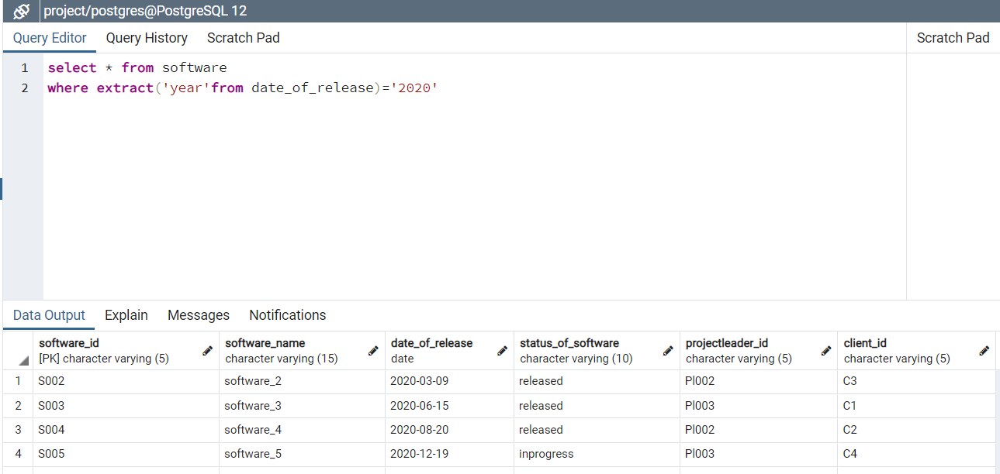 project/postgres@PostgreSQL 12
Query Editor Query History Scratch Pad Scratch Pad
1 select * from software
2 where extract('year'from date_of_release)='2020'
Data Output Explain Messages Notifications
software_id software_name date_of_release status_of_software projectleader_id client_id
[PK] character varying (5) character varying (15) date character varying (10) character varying (5) character varying (5)
1 S002 software_2 2020-03-09 released Pl002 C3
2 S003 software_3 2020-06-15 released Pl003 C1
3 S004 software_4 2020-08-20 released Pl002 C2
4 S005 software_5 2020-12-19 inprogress Pl003 C4